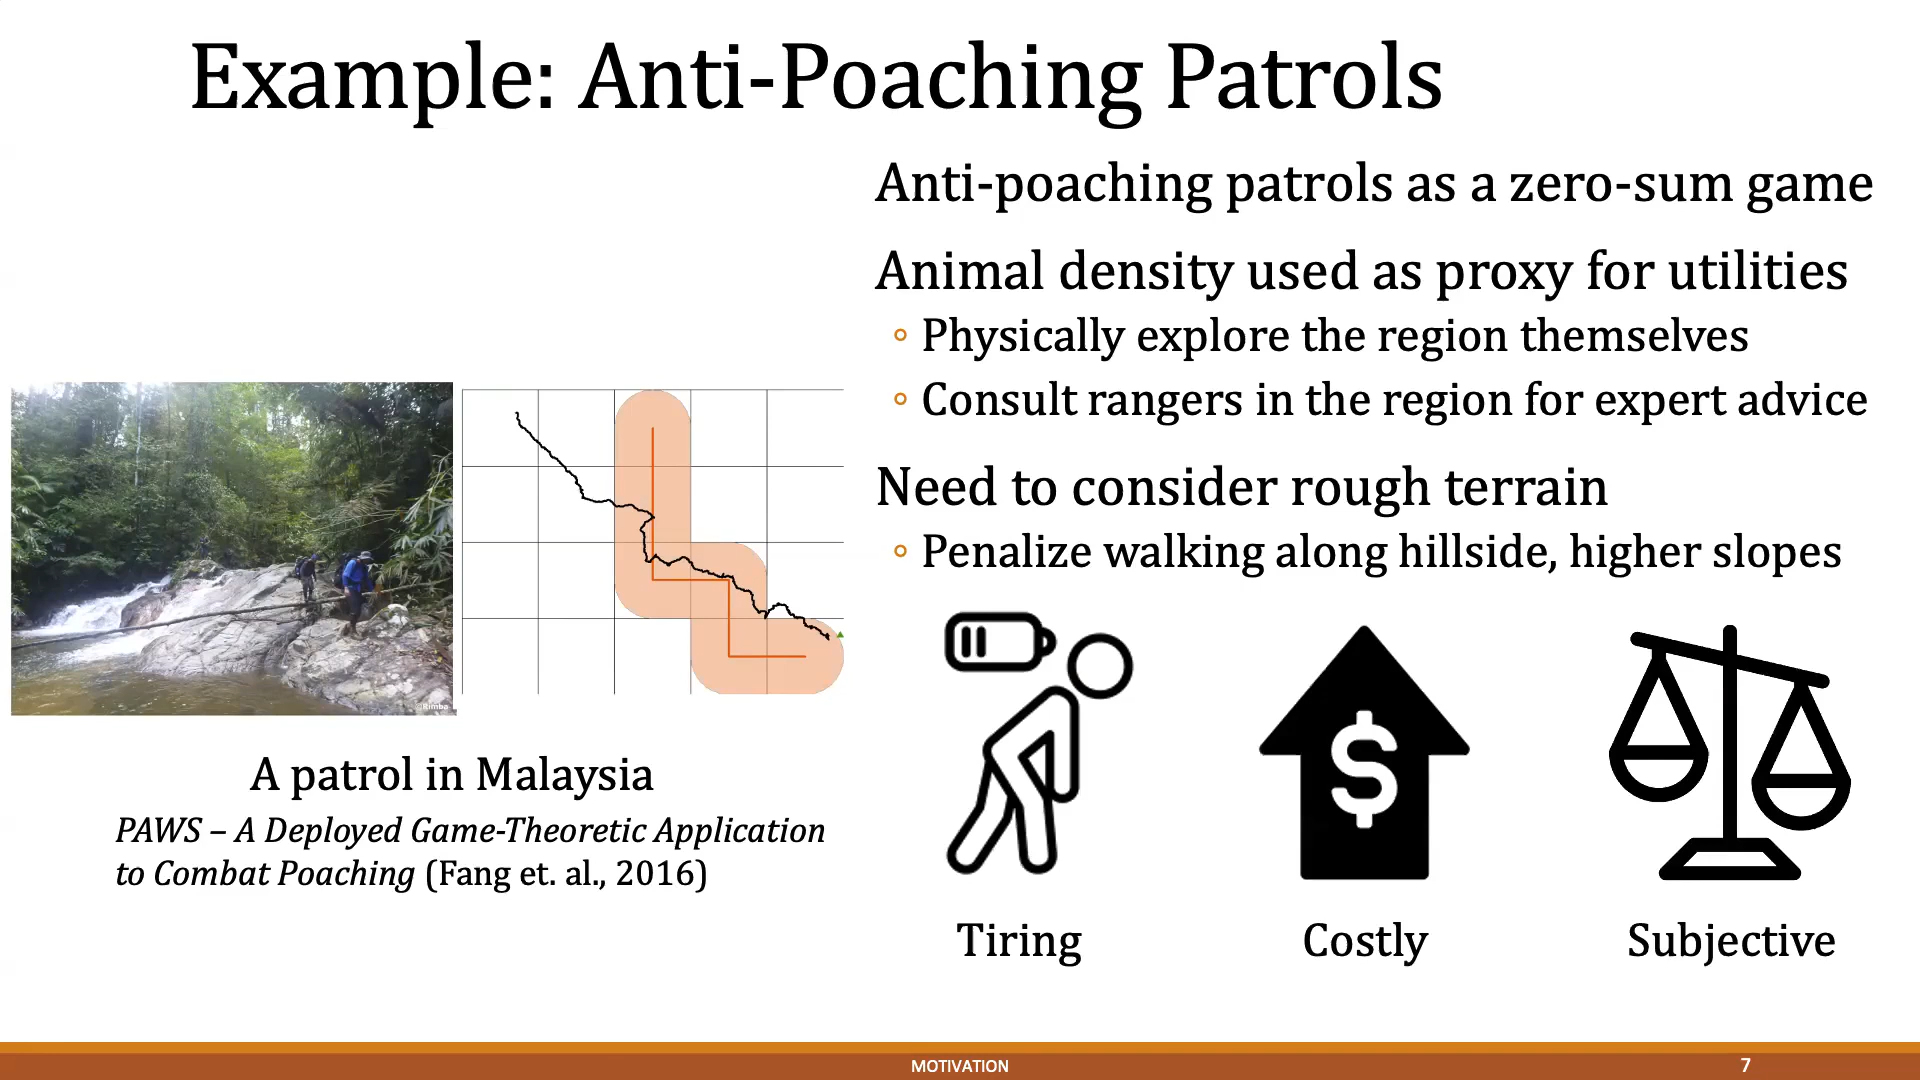 Example: Anti-Poaching Patrols
Anti-poaching patrols as a zero-sum game
Animal density used as proxy for utilities
Physically explore the region themselves
Consult rangers in the region for expert advice
Need to consider rough terrain
Penalize walking along hillside, higher slopes
©Rimba
A patrol in Malaysia
PAWS – A Deployed Game-Theoretic Application
to Combat Poaching (Fang et. al., 2016)
$
Tiring
Costly
Subjective
MOTIVATION
7